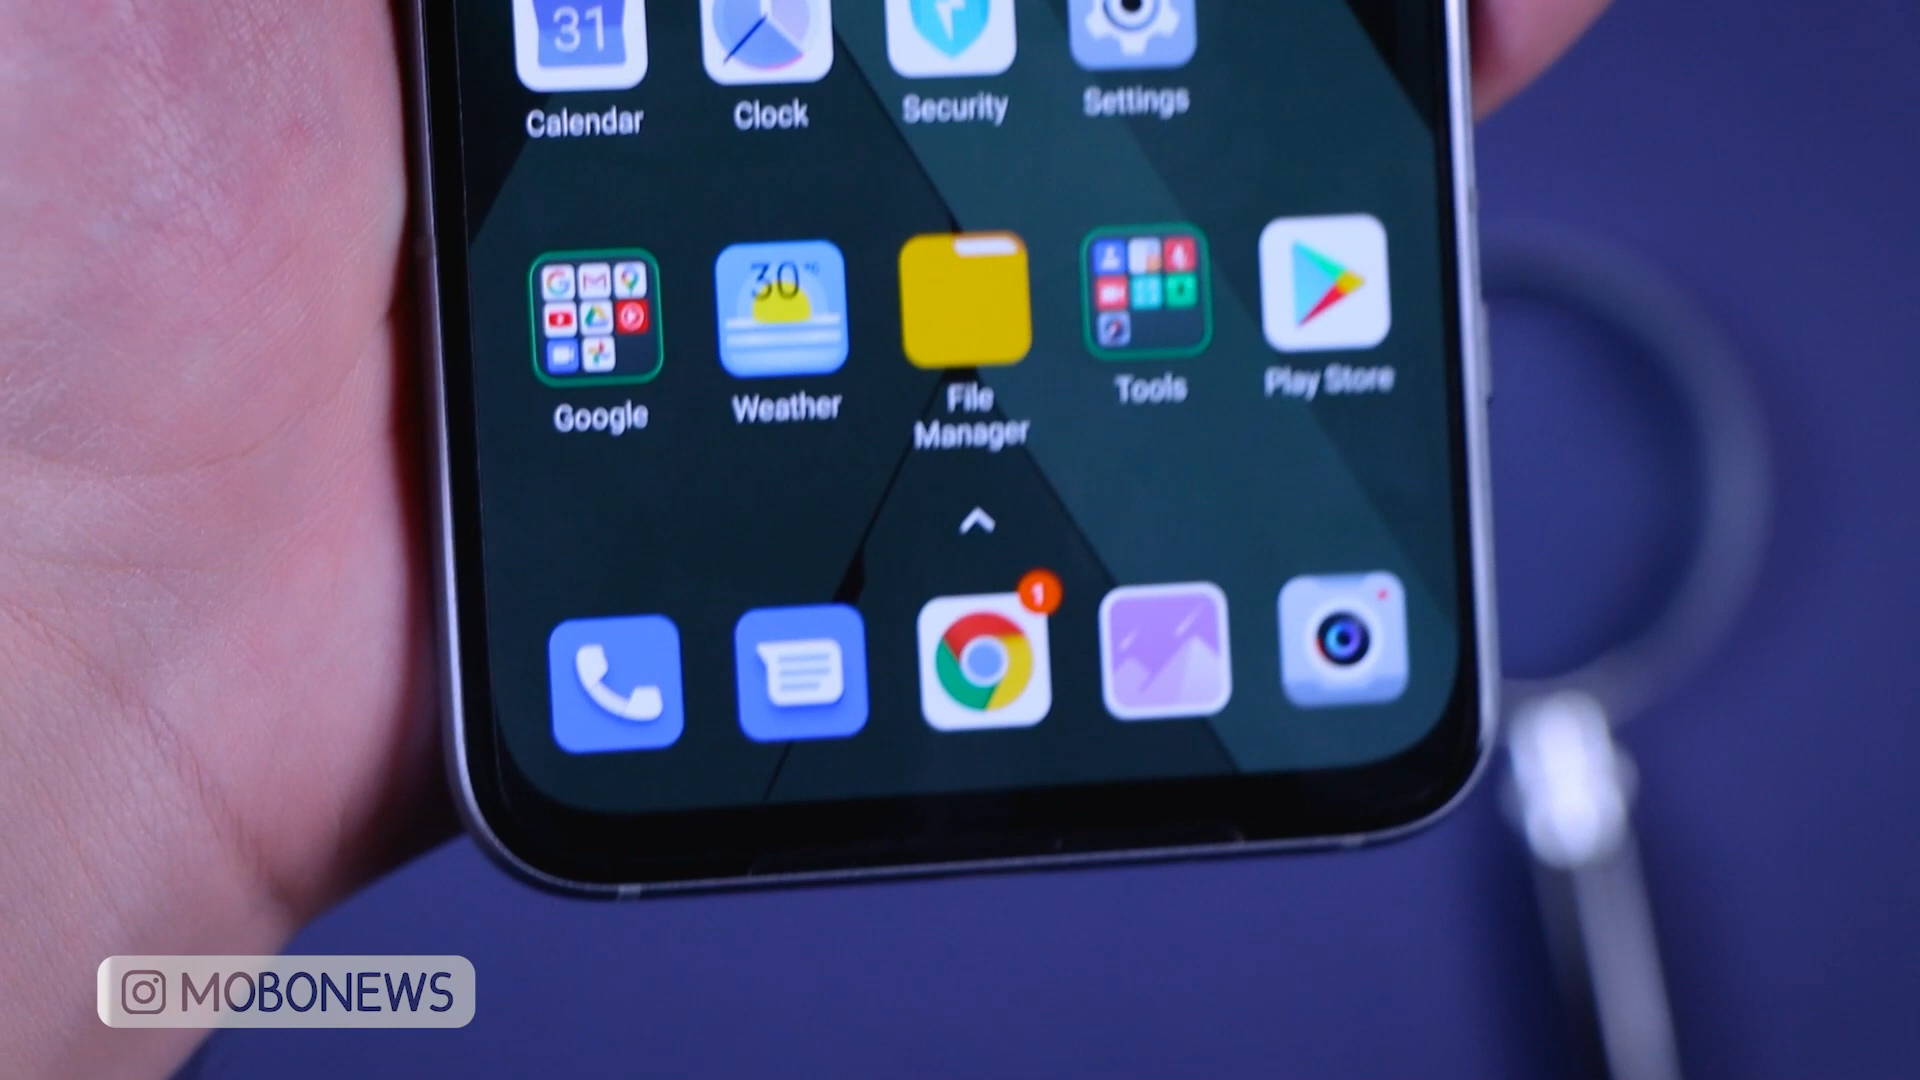 31
Calendar
Clock
Security
Settings
30
Google
Weather
File
Manager
Tools
Play Store
1
MOBONEWS